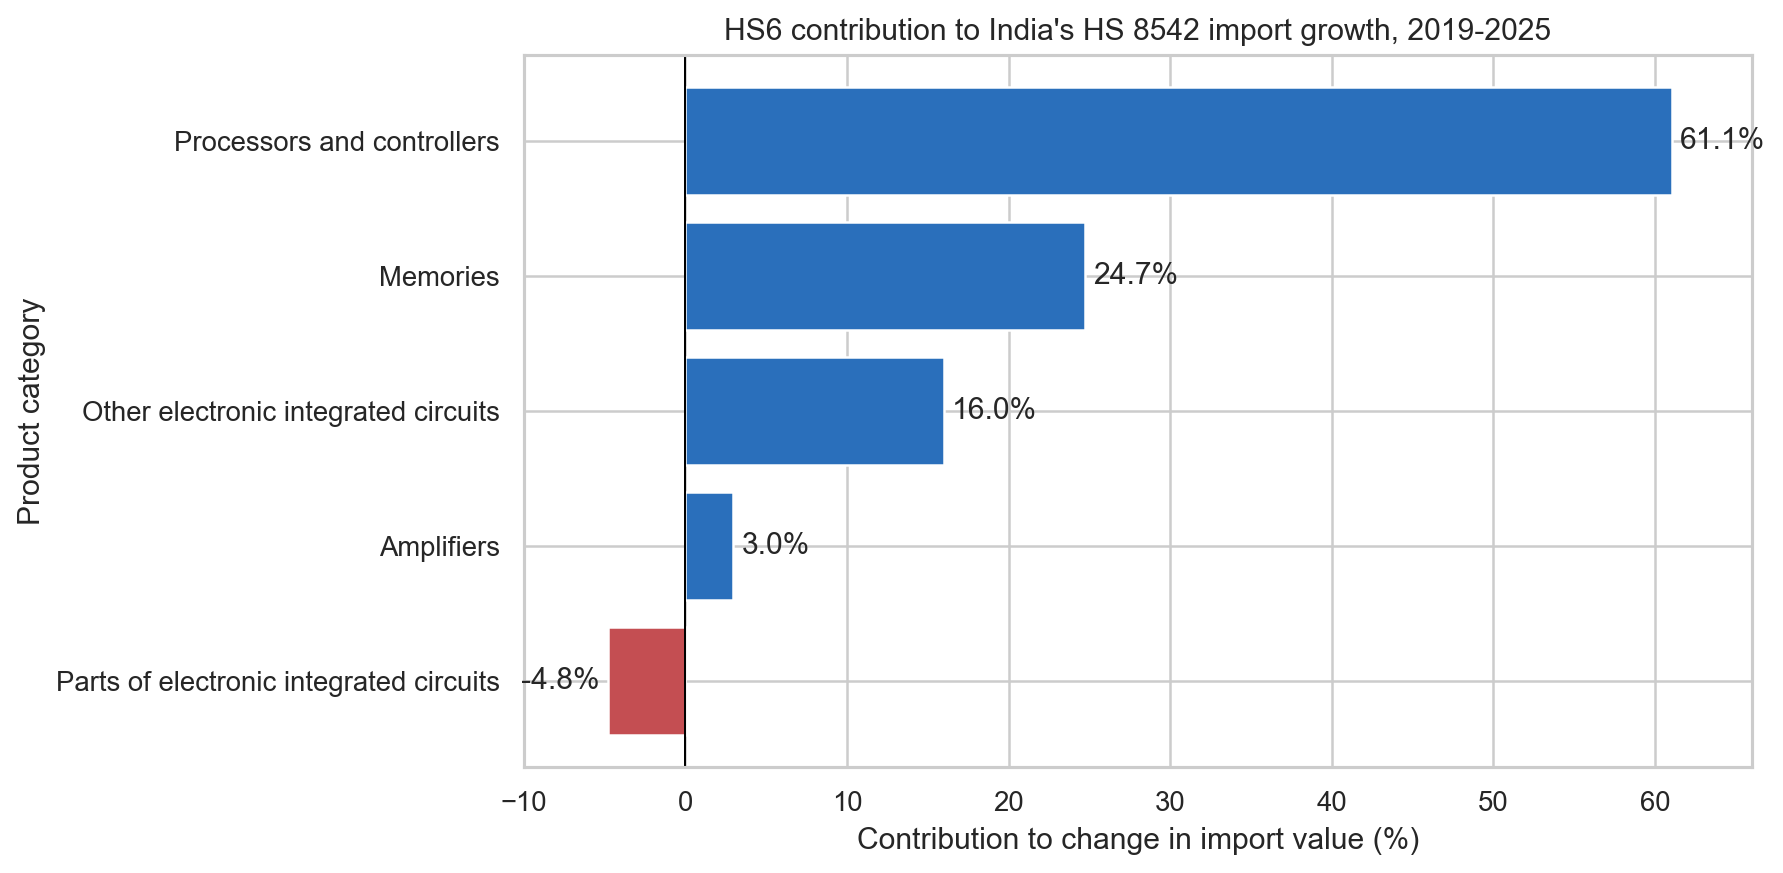 HS6 contribution to India's HS 8542 import growth, 2019-2025
Product category
Processors and controllers
61.1%
Memories
24.7%
Other electronic integrated circuits
16.0%
Amplifiers
3.0%
Parts of electronic integrated circuits
-4.8%
−10 0 10 20 30 40 50 60
Contribution to change in import value (%)